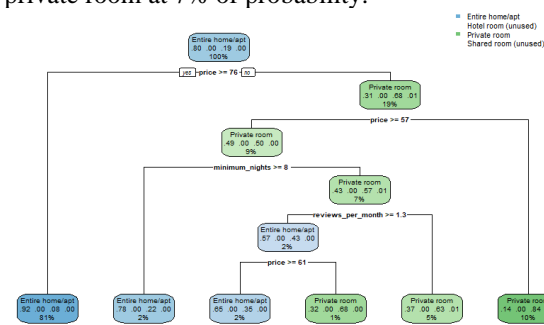 private room at 7% of probability.
Entire home/apt
Hotel room (unused)
Private room
Shared room (unused)
Entire home/apt
.80 .00 .19 .00
100%
yes price >= 76 no
Private room
.31 .00 .68 .01
19%
price >= 57
Private room
.49 .00 .50 .00
9%
minimum_nights >= 8
Private room
.43 .00 .57 .01
7%
reviews_per_month >= 1.3
Entire home/apt
.57 .00 .43 .00
2%
price >= 61
Entire home/apt
.92 .00 .08 .00
81%
Entire home/apt
.78 .00 .22 .00
2%
Entire home/apt
.65 .00 .35 .00
2%
Private room
.32 .00 .68 .00
1%
Private room
.37 .00 .63 .01
5%
Private roo
.14 .00 .84
10%